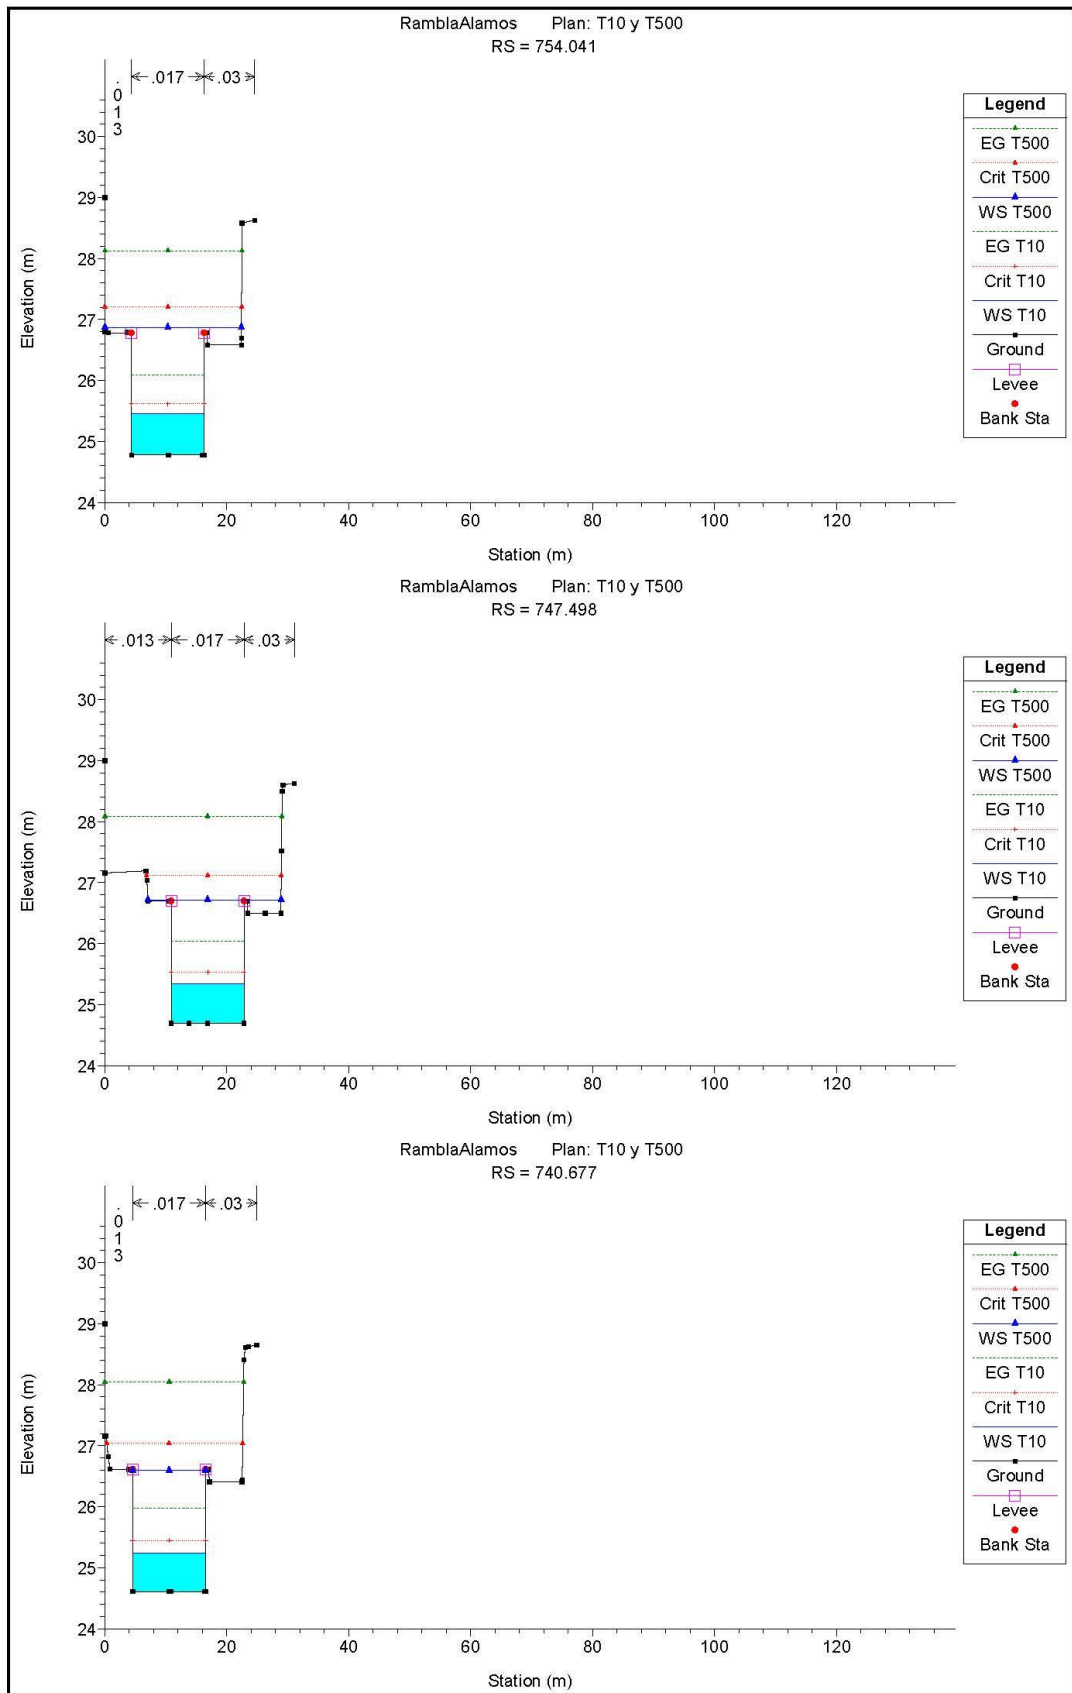 RamblaAlamos Plan: T10 y T500
RS = 754.041
.013
.017
.03
Legend
EG T500
Crit T500
WS T500
EG T10
Crit T10
WS T10
Ground
Levee
Bank Sta
30
29
28
27
26
25
24
Elevation (m)
0 20 40 60 80 100 120
Station (m)
RamblaAlamos Plan: T10 y T500
RS = 747.498
.013
.017
.03
Legend
EG T500
Crit T500
WS T500
EG T10
Crit T10
WS T10
Ground
Levee
Bank Sta
30
29
28
27
26
25
24
Elevation (m)
0 20 40 60 80 100 120
Station (m)
RamblaAlamos Plan: T10 y T500
RS = 740.677
.013
.017
.03
Legend
EG T500
Crit T500
WS T500
EG T10
Crit T10
WS T10
Ground
Levee
Bank Sta
30
29
28
27
26
25
24
Elevation (m)
0 20 40 60 80 100 120
Station (m)